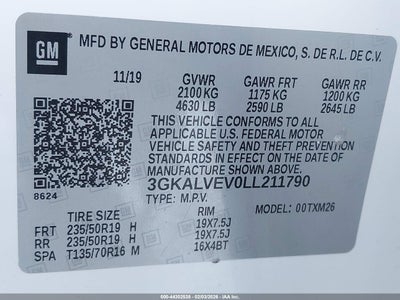 GM
MFD BY GENERAL MOTORS DE MEXICO, S. DE R.L. DE C.V.
11/19 GVWR GAWR FRT GAWR RR
2100 KG 1175 KG 1200 KG
4630 LB 2590 LB 2645 LB
THIS VEHICLE CONFORMS TO ALL
APPLICABLE U.S. FEDERAL MOTOR
VEHICLE SAFETY AND THEFT PREVENTION
STANDARDS IN EFFECT ON THE DATE OF
MANUFACTURE SHOWN ABOVE.
3GKALVEV0LL211790
8624
TYPE: M.P.V. MODEL: 00TXM26
TIRE SIZE RIM
FRT 235/50R19 H 19X7.5J
RR 235/50R19 H 19X7.5J
SPA T135/70R16 M 16X4BT